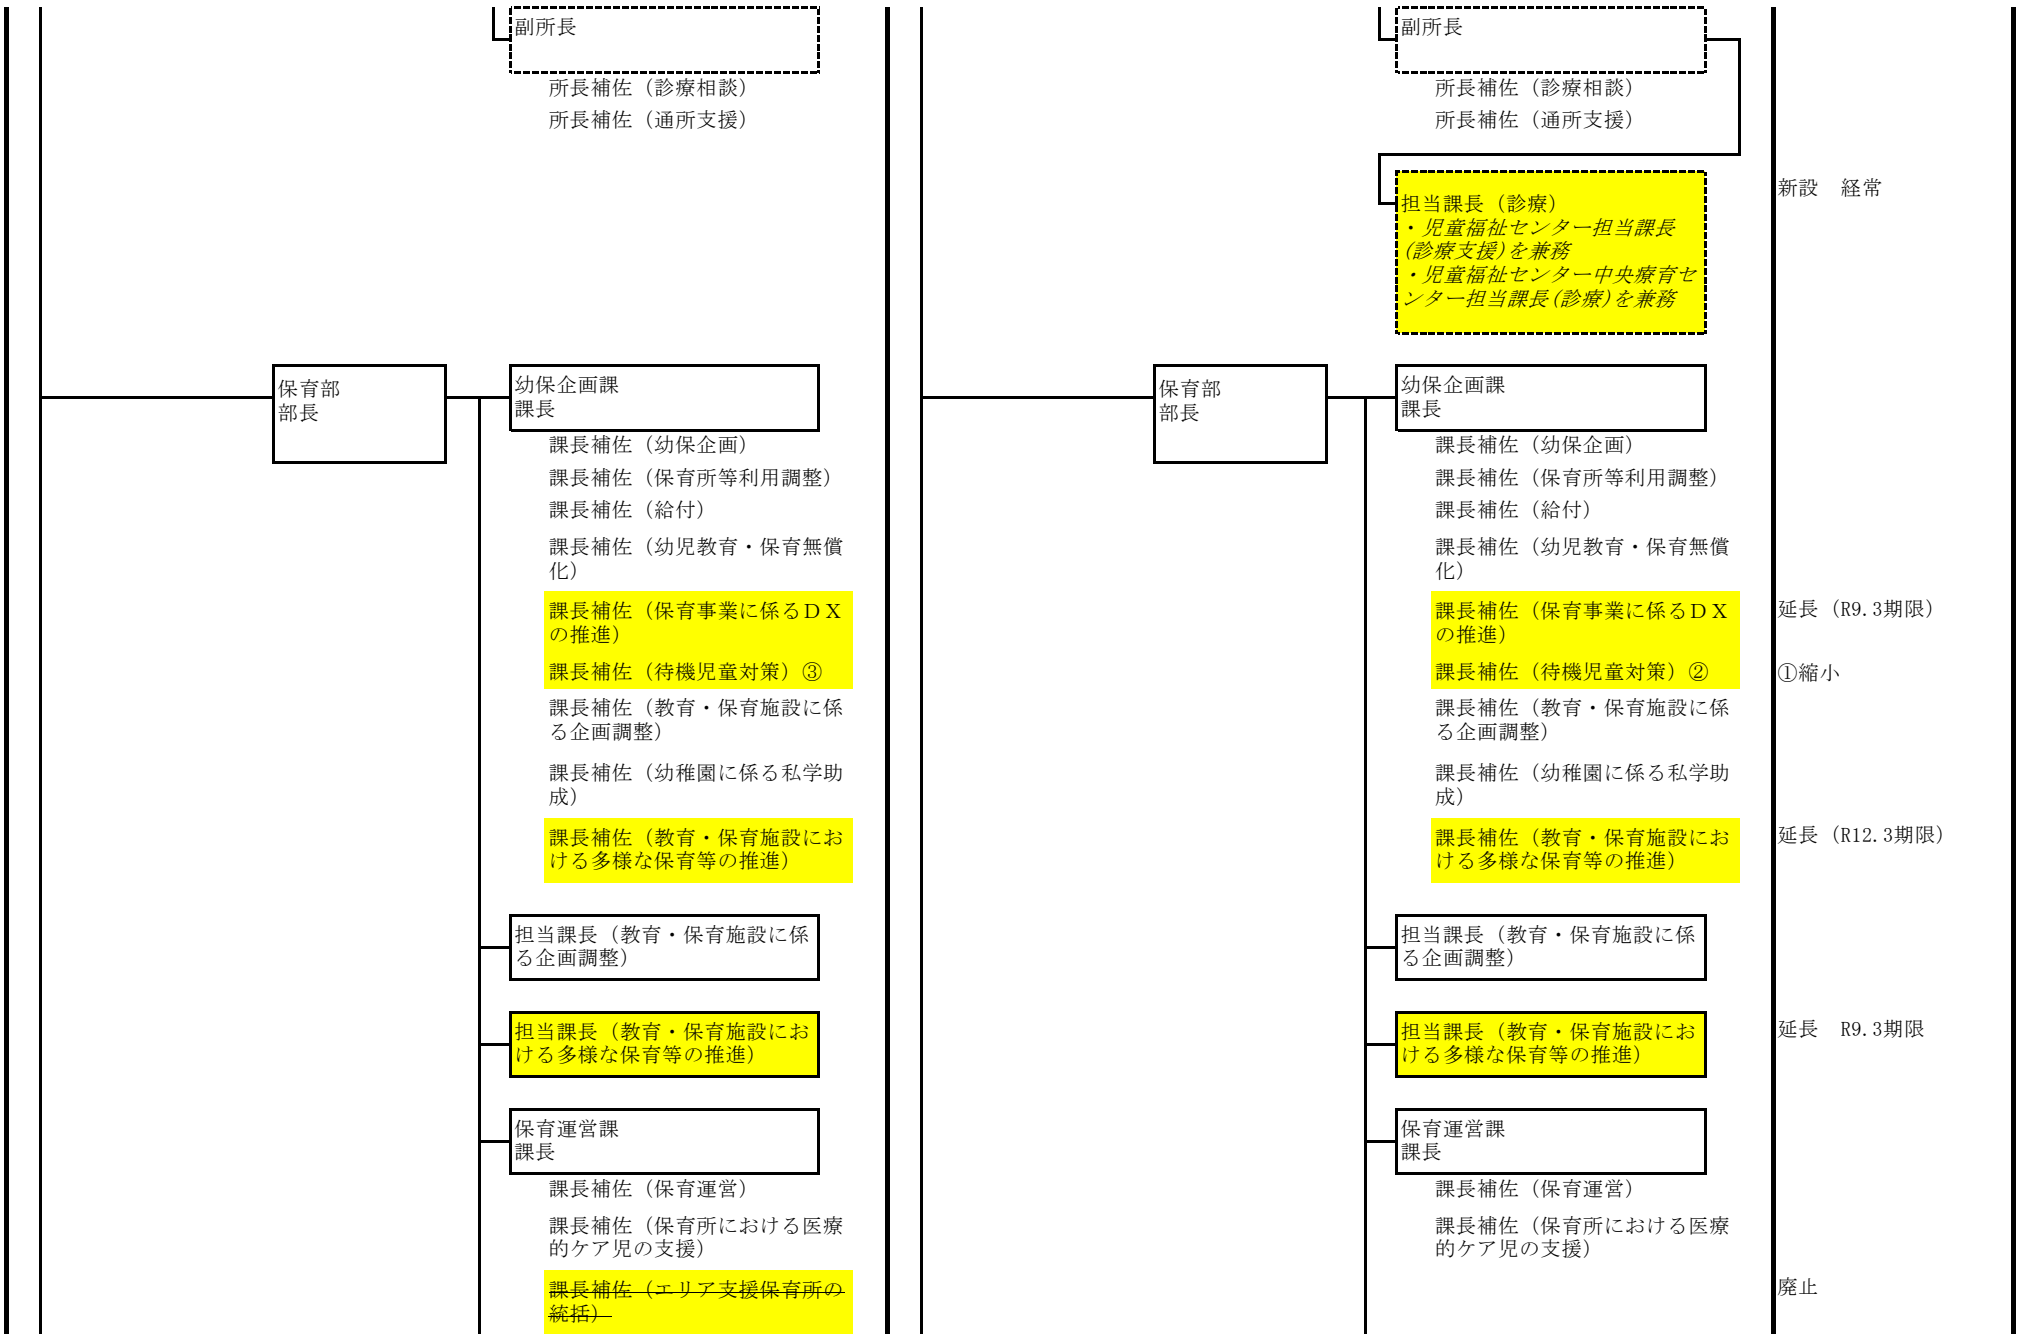 副所長
所長補佐（診療相談）
所長補佐（通所支援）
保育部
部長
幼保企画課
課長
課長補佐（幼保企画）
課長補佐（保育所等利用調整）
課長補佐（給付）
課長補佐（幼児教育・保育無償
化）
課長補佐（保育事業に係るＤＸ
の推進）
課長補佐（待機児童対策）③
課長補佐（教育・保育施設に係
る企画調整）
課長補佐（幼稚園に係る私学助
成）
課長補佐（教育・保育施設にお
ける多様な保育等の推進）
担当課長（教育・保育施設に係
る企画調整）
担当課長（教育・保育施設にお
ける多様な保育等の推進）
保育運営課
課長
課長補佐（保育運営）
課長補佐（保育所における医療
的ケア児の支援）
課長補佐（エリア支援保育所の
統括）
副所長
所長補佐（診療相談）
所長補佐（通所支援）
担当課長（診療）
・児童福祉センター担当課長
(診療支援)を兼務
・児童福祉センター中央療育セ
ンター担当課長(診療)を兼務
保育部
部長
幼保企画課
課長
課長補佐（幼保企画）
課長補佐（保育所等利用調整）
課長補佐（給付）
課長補佐（幼児教育・保育無償
化）
課長補佐（保育事業に係るＤＸ
の推進）
課長補佐（待機児童対策）②
課長補佐（教育・保育施設に係
る企画調整）
課長補佐（幼稚園に係る私学助
成）
課長補佐（教育・保育施設にお
ける多様な保育等の推進）
担当課長（教育・保育施設に係
る企画調整）
担当課長（教育・保育施設にお
ける多様な保育等の推進）
保育運営課
課長
課長補佐（保育運営）
課長補佐（保育所における医療
的ケア児の支援）
新設　経常
延長（R9.3期限）
①縮小
延長（R12.3期限）
延長　R9.3期限
廃止